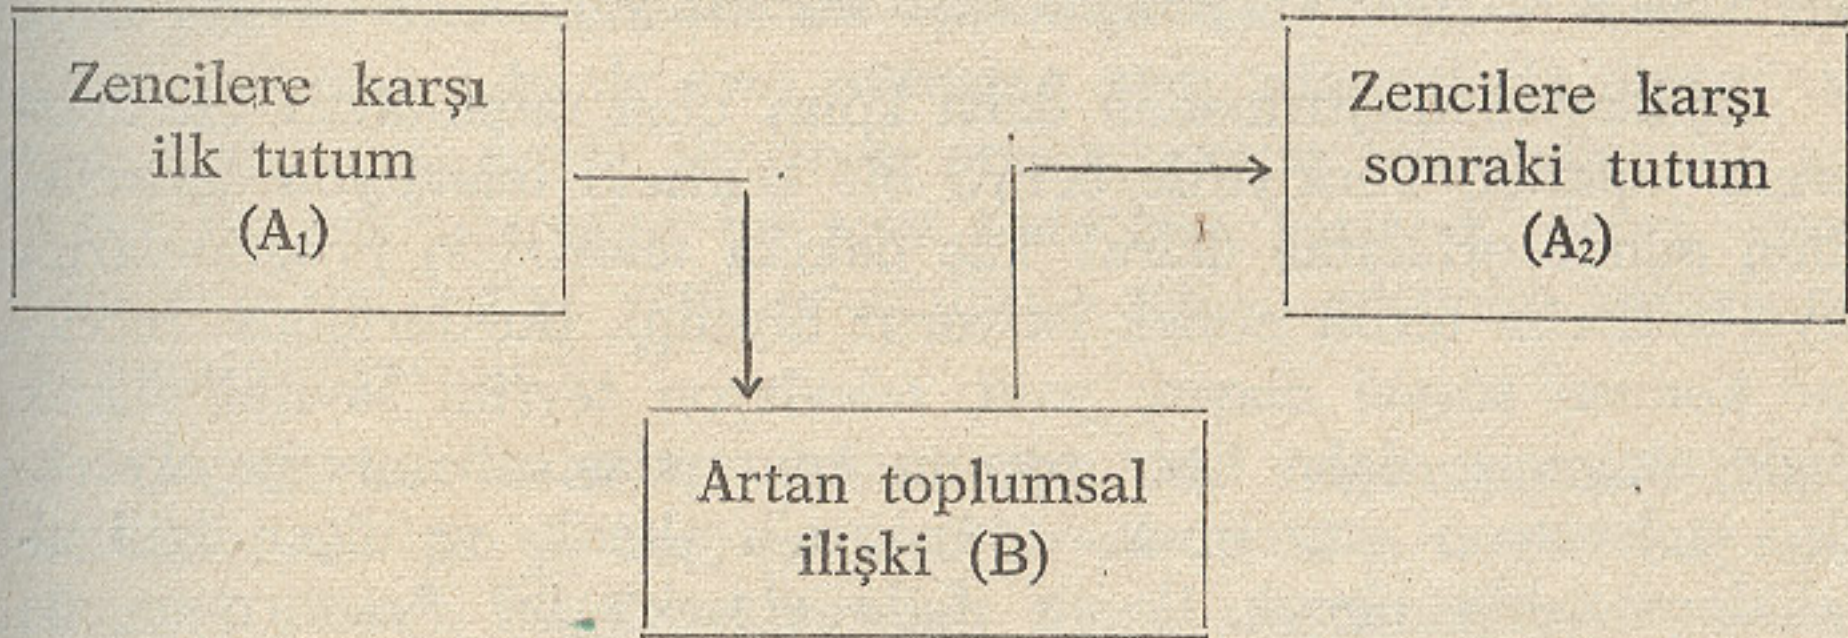 Zencilere karşı
ilk tutum
(A₁)
Zencilere karşı
sonraki tutum
(A₂)
Artan toplumsal
ilişki (B)